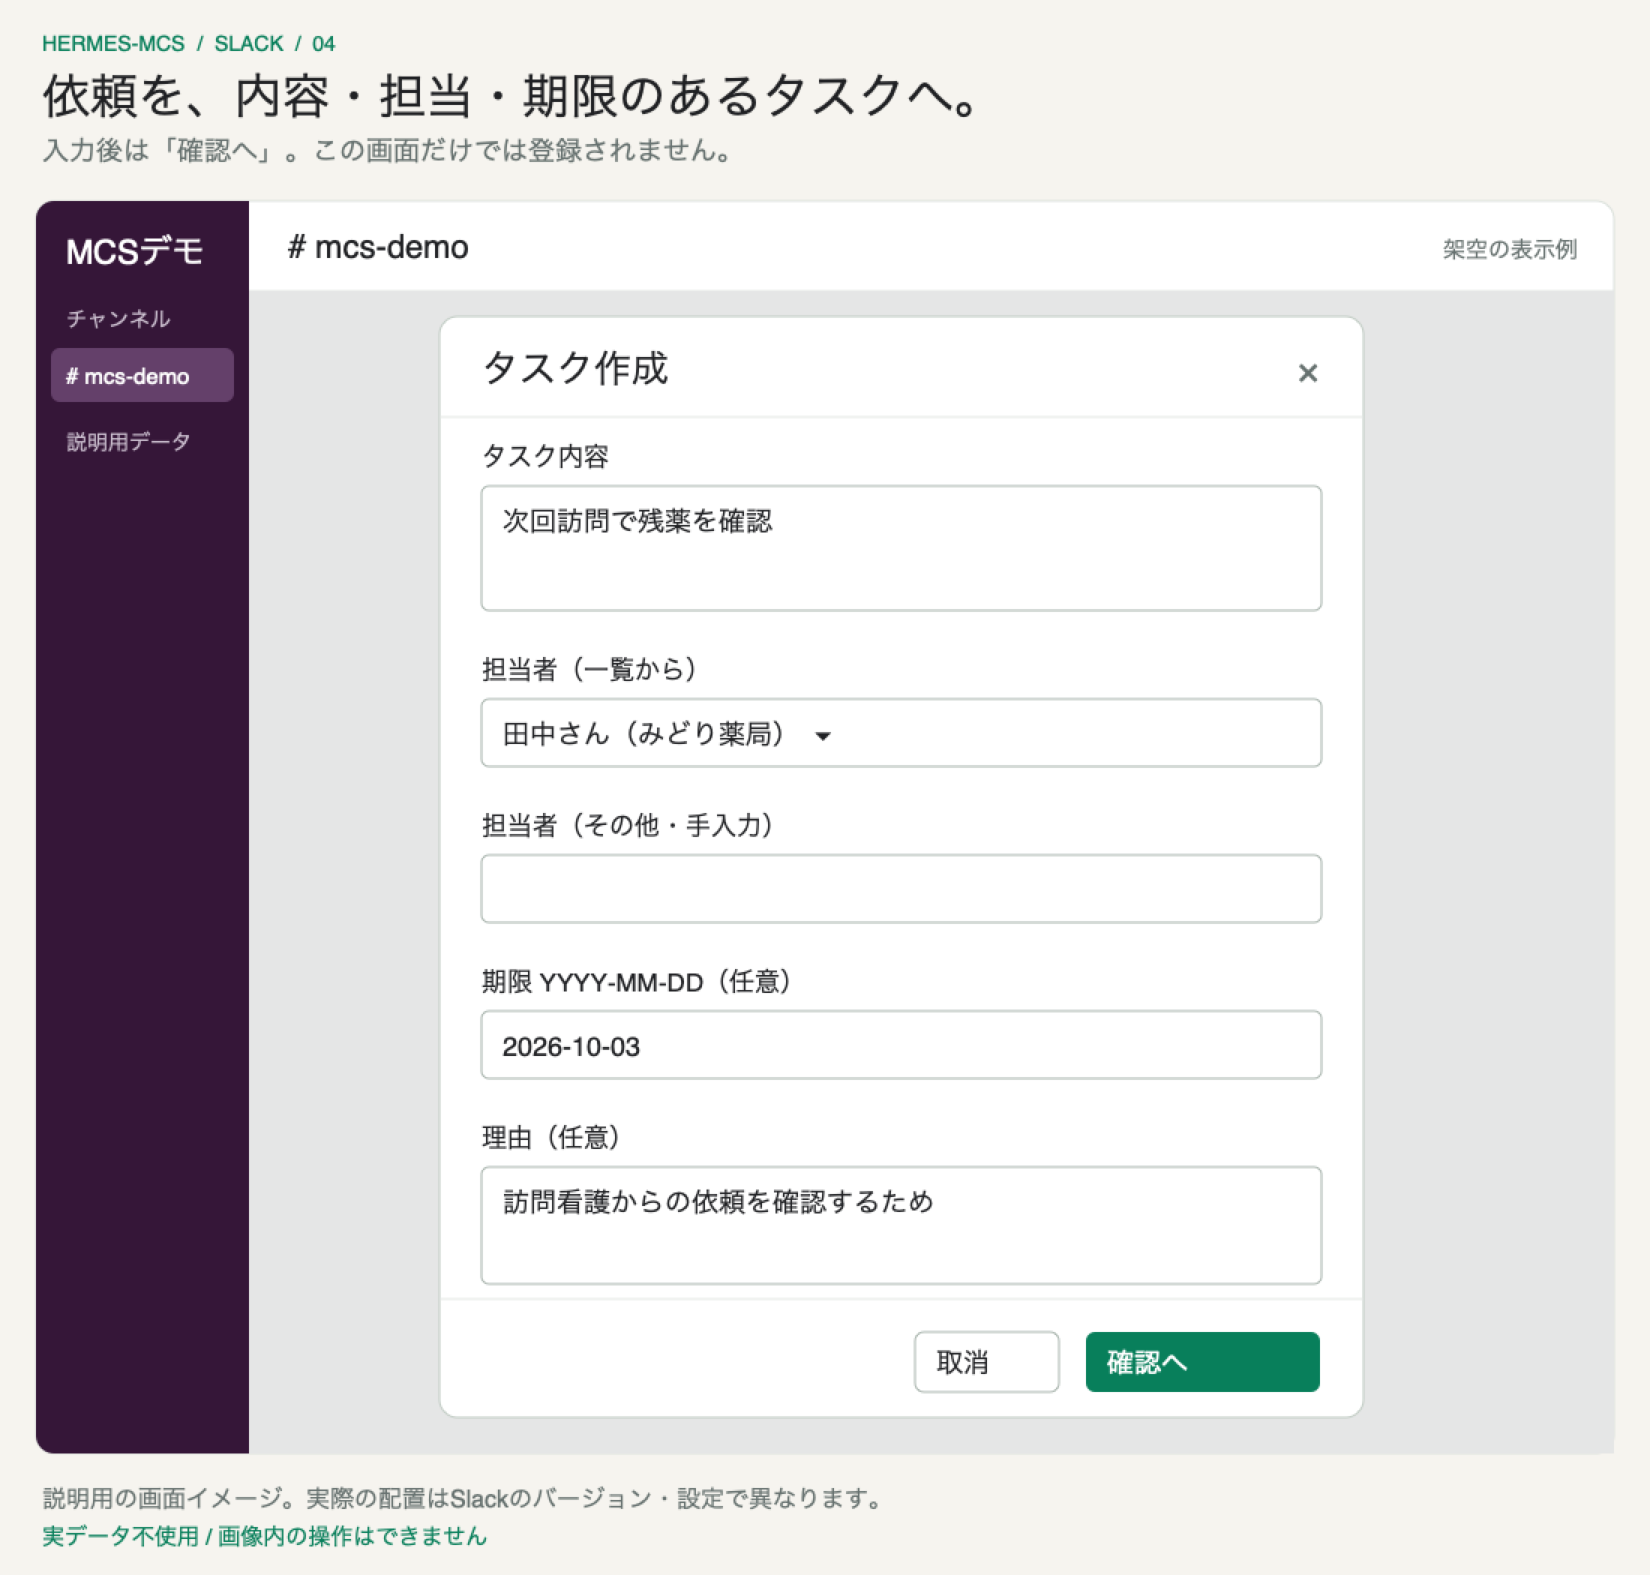 HERMES-MCS / SLACK / 04
依頼を、内容・担当・期限のあるタスクへ。
入力後は「確認へ」。この画面だけでは登録されません。
MCSデモ
チャンネル
# mcs-demo
説明用データ
# mcs-demo
架空の表示例
タスク作成
×
タスク内容
次回訪問で残薬を確認
担当者（一覧から）
田中さん（みどり薬局）
担当者（その他・手入力）
期限 YYYY-MM-DD（任意）
2026-10-03
理由（任意）
訪問看護からの依頼を確認するため
取消
確認へ
説明用の画面イメージ。実際の配置はSlackのバージョン・設定で異なります。
実データ不使用 / 画像内の操作はできません